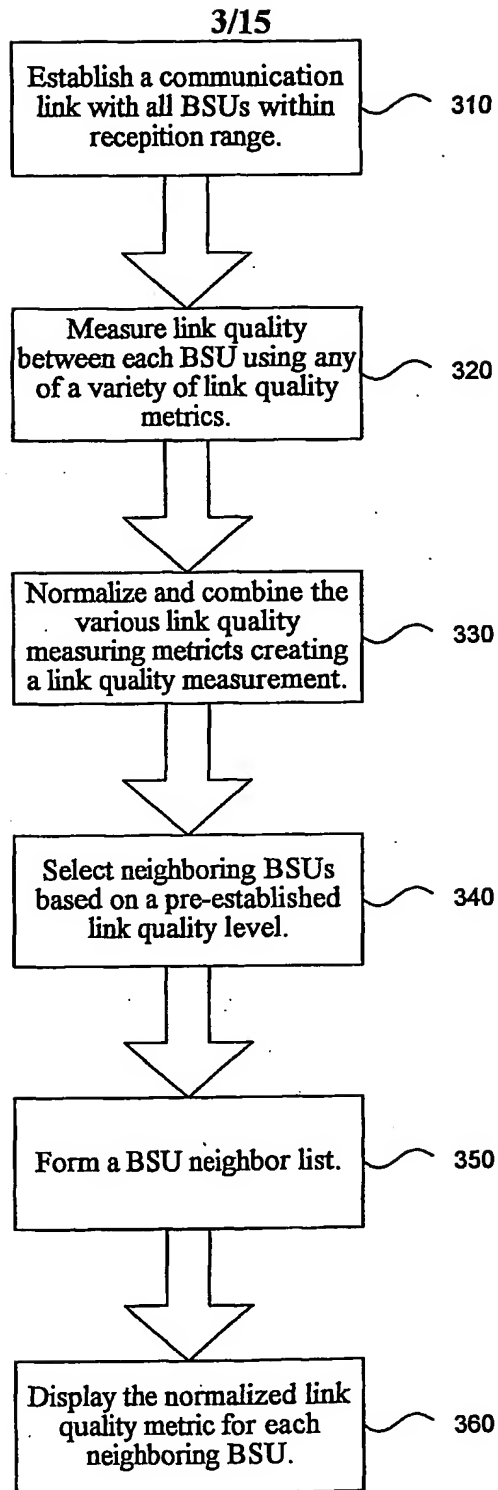 3/15
Establish a communication
link with all BSUs within
recepition range.
310
Measure link quality
between each BSU using any
of a variety of link quality
metrics.
320
Normalize and combine the
various link quality
measuring metricts creating
a link quality measurement.
330
Select neighboring BSUs
based on a pre-established
link quality level.
340
Form a BSU neighbor list.
350
Display the normalized link
quality metric for each
neighboring BSU.
360